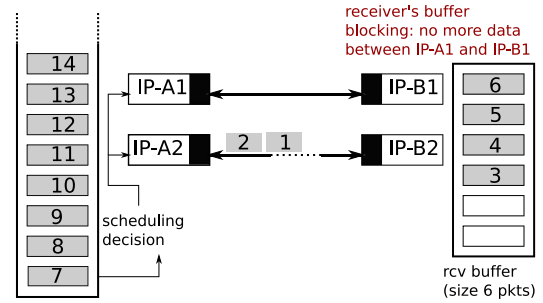 receiver's buffer
blocking: no more data
between IP-A1 and IP-B1
14
13
12
11
10
9
8
7
IP-A1
IP-B1
IP-A2
2
1
IP-B2
scheduling
decision
6
5
4
3
rcv buffer
(size 6 pkts)